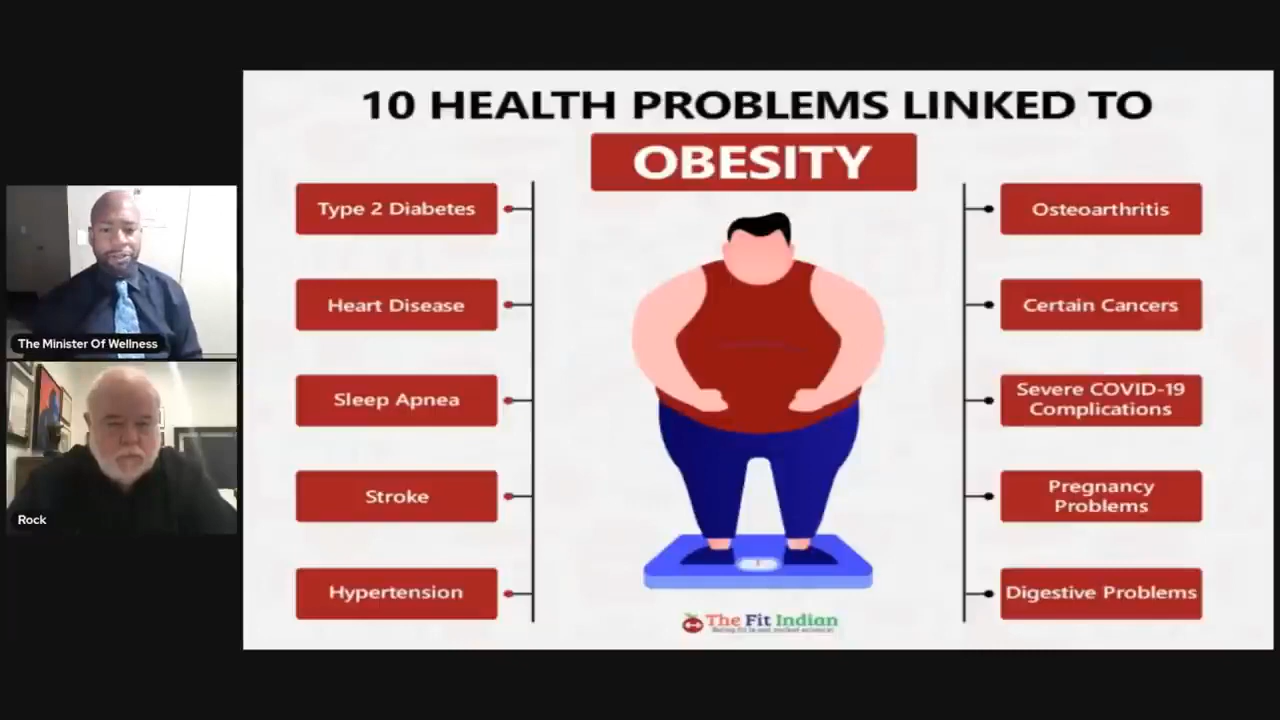 10 HEALTH PROBLEMS LINKED TO
OBESITY
Type 2 Diabetes
Heart Disease
Sleep Apnea
Stroke
Hypertension
Osteoarthritis
Certain Cancers
Severe COVID-19
Complications
Pregnancy
Problems
Digestive Problems
The Fit Indian
The Minister Of Wellness
Rock